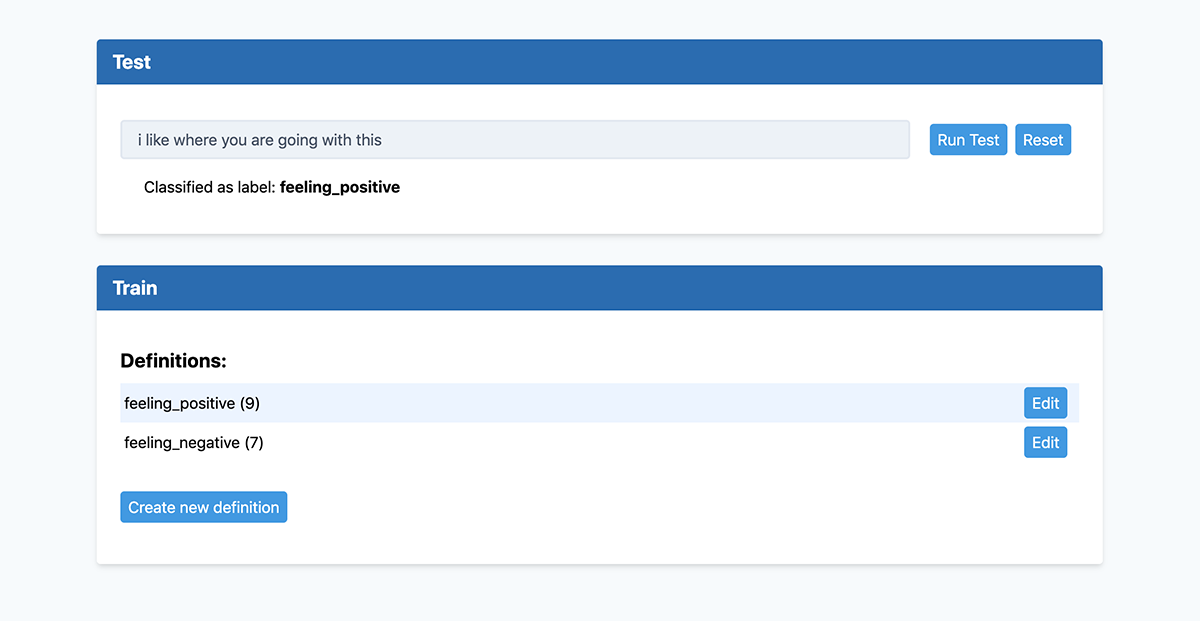 Test
i like where you are going with this
Run Test
Reset
Classified as label: feeling_positive
Train
Definitions:
feeling_positive (9)
Edit
feeling_negative (7)
Edit
Create new definition